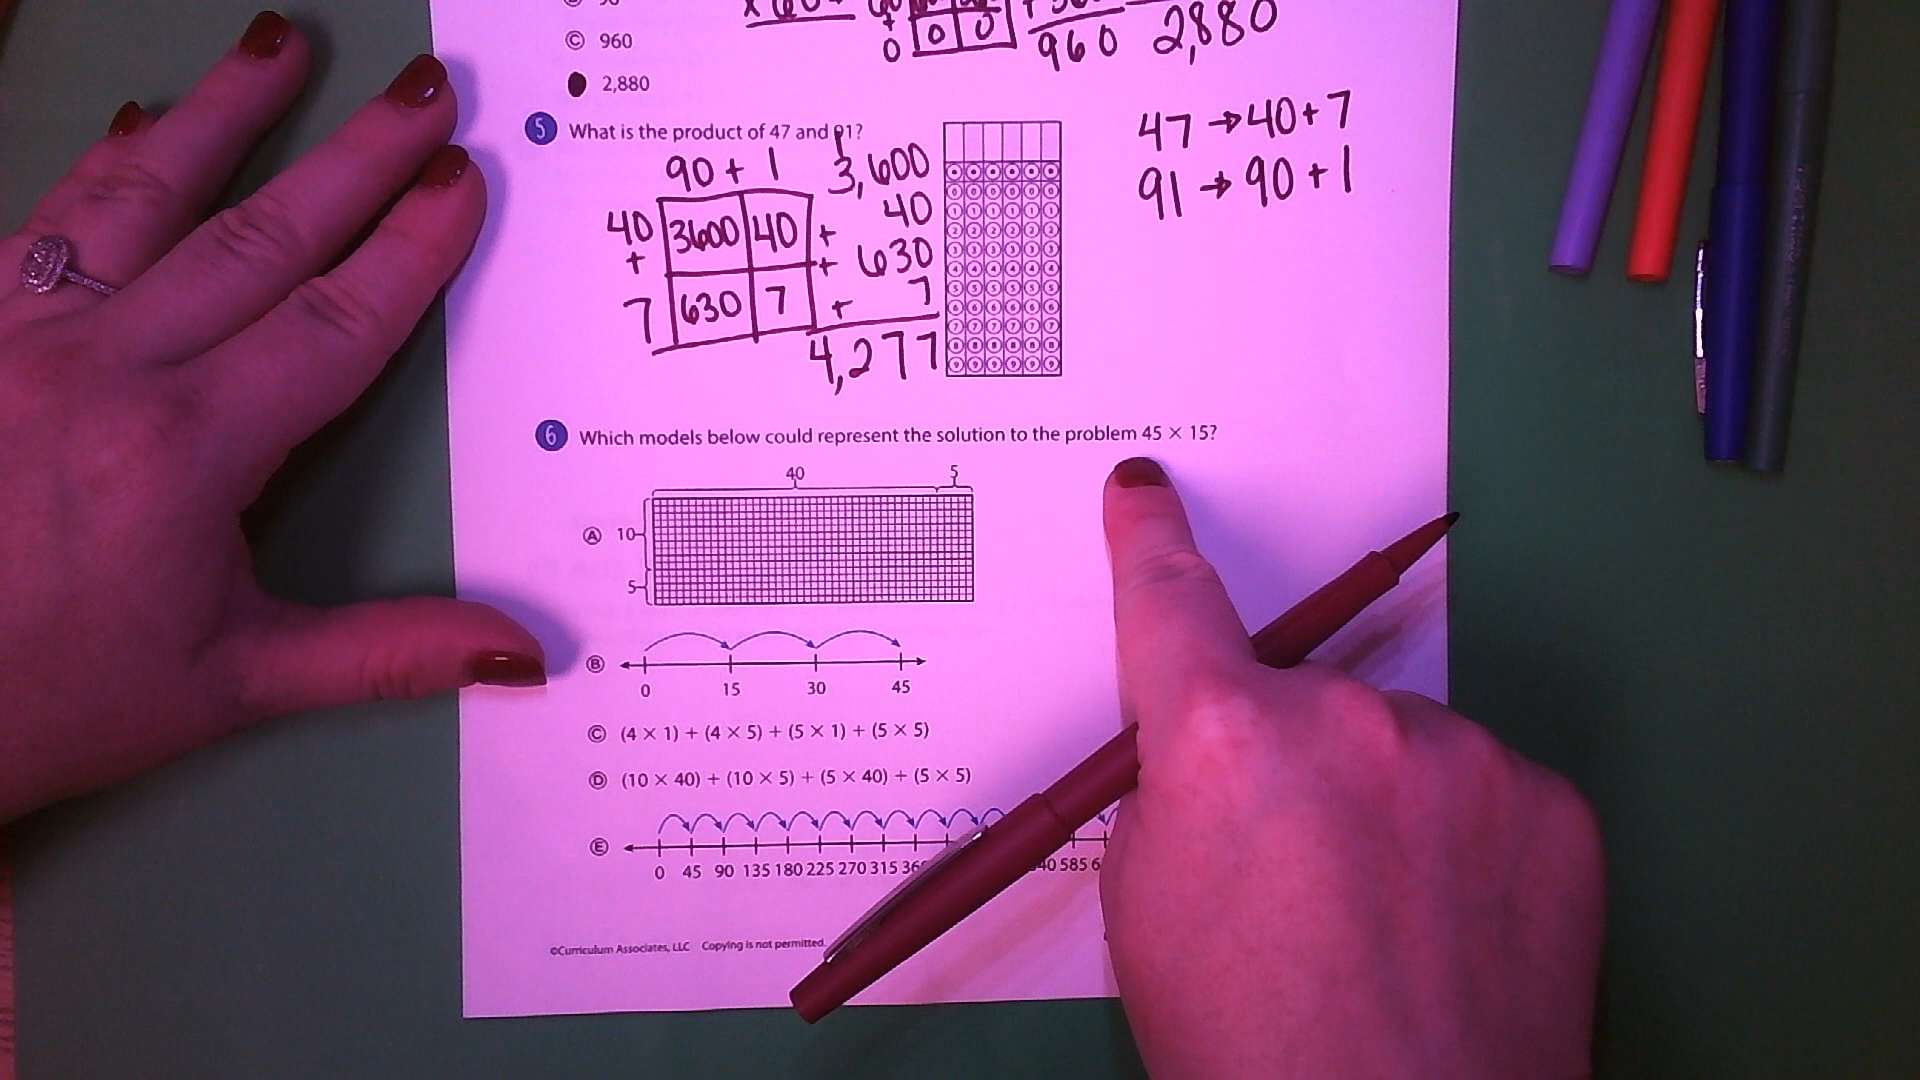 © 960
2,880
960 2,880
5 What is the product of 47 and 91?
47 → 40 + 7
91 → 90 + 1
90 + 1
40 3600 40
+
7 630 7
3,600
+ 40
+ 630
+ 7
4,277
6 Which models below could represent the solution to the problem 45 × 15?
40 5
Ⓐ 10
5
Ⓑ
0 15 30 45
Ⓒ (4 × 1) + (4 × 5) + (5 × 1) + (5 × 5)
Ⓓ (10 × 40) + (10 × 5) + (5 × 40) + (5 × 5)
Ⓔ
0 45 90 135 180 225 270 315 585
©Curriculum Associates, LLC Copying is not permitted.